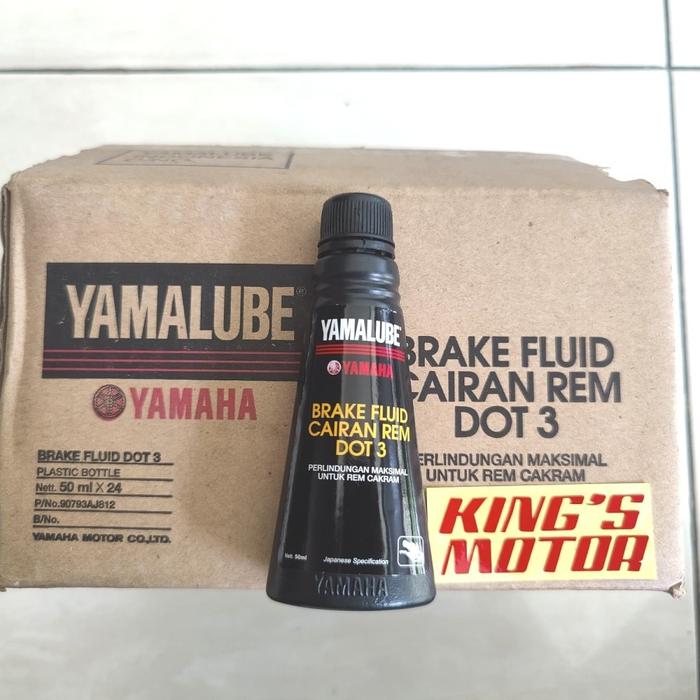 YAMALUBE®
YAMAHA
BRAKE FLUID DOT 3
PLASTIC BOTTLE
Nett. 50 ml X 24
P/No.90793AJ812
B/No.
YAMAHA MOTOR CO.,LTD.
YAMALUBE
YAMAHA
BRAKE FLUID
CAIRAN REM
DOT 3
PERLINDUNGAN MAKSIMAL
UNTUK REM CAKRAM
Nett. 50ml
Japanese Specification
YAMAHA
BRAKE FLUID
CAIRAN REM
DOT 3
PERLINDUNGAN MAKSIMAL
UNTUK REM CAKRAM
KING'S
MOTOR